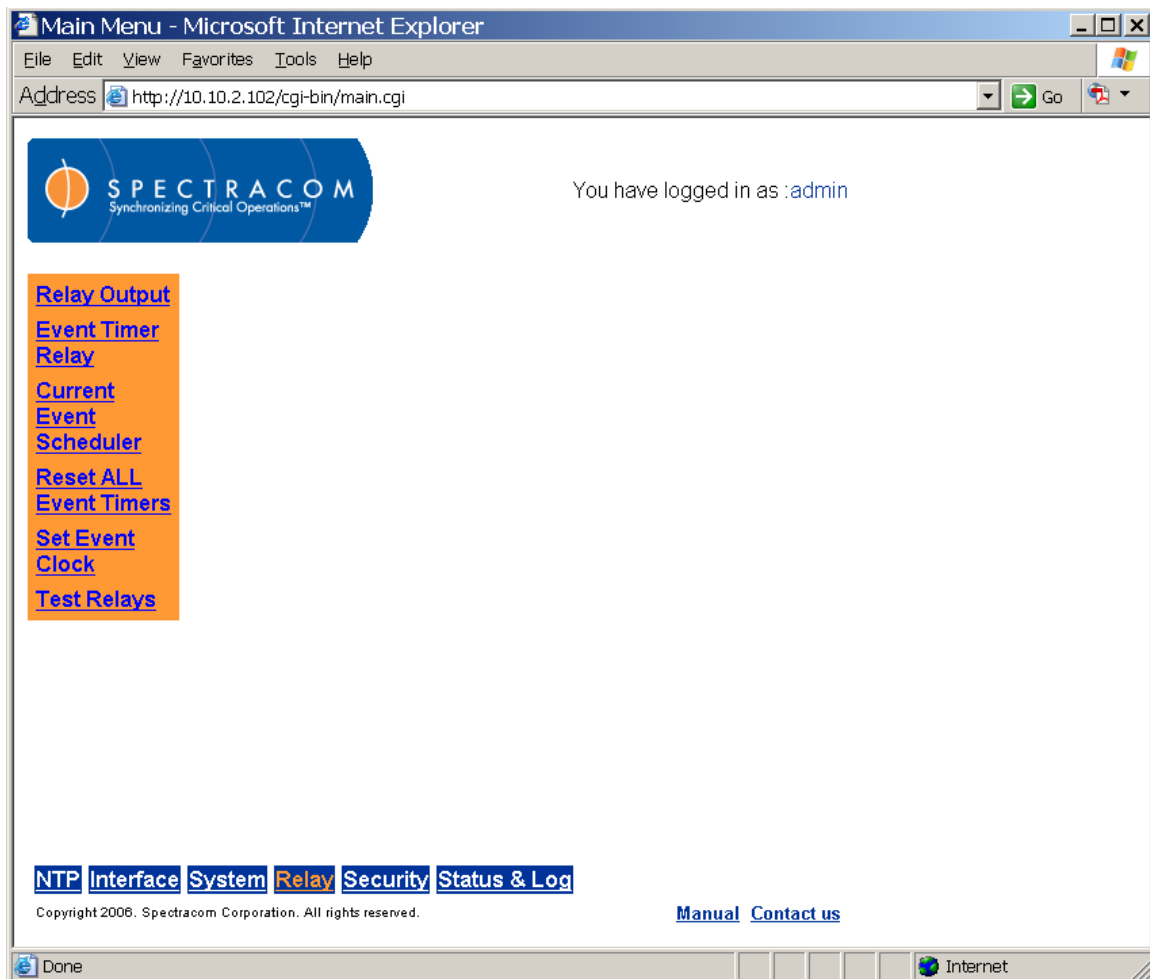 Main Menu - Microsoft Internet Explorer
File Edit View Favorites Tools Help
Address http://10.10.2.102/cgi-bin/main.cgi Go
SPECTRACOM
Synchronizing Critical Operations™
You have logged in as :admin
Relay Output
Event Timer
Relay
Current
Event
Scheduler
Reset ALL
Event Timers
Set Event
Clock
Test Relays
NTP Interface System Relay Security Status & Log
Copyright 2006. Spectracom Corporation. All rights reserved.
Manual Contact us
Done
Internet